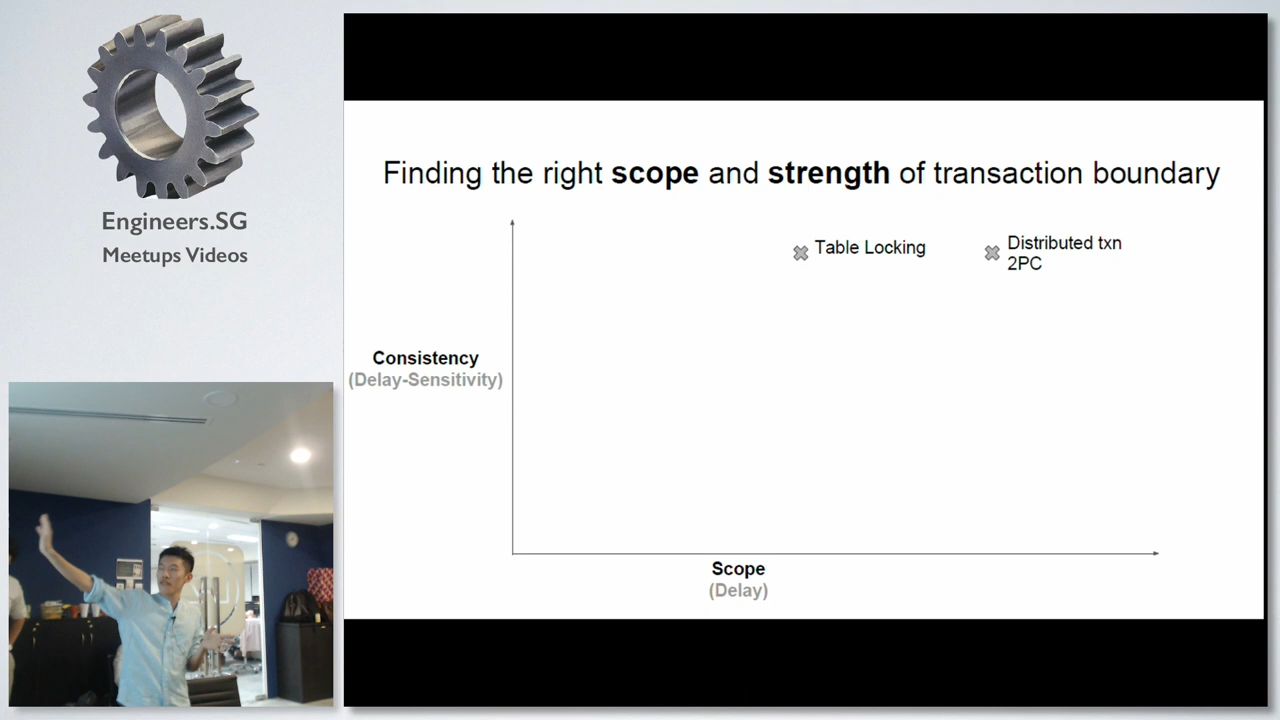 Engineers.SG
Meetups Videos
Finding the right scope and strength of transaction boundary
Table Locking
Distributed txn
2PC
Consistency
(Delay-Sensitivity)
Scope
(Delay)